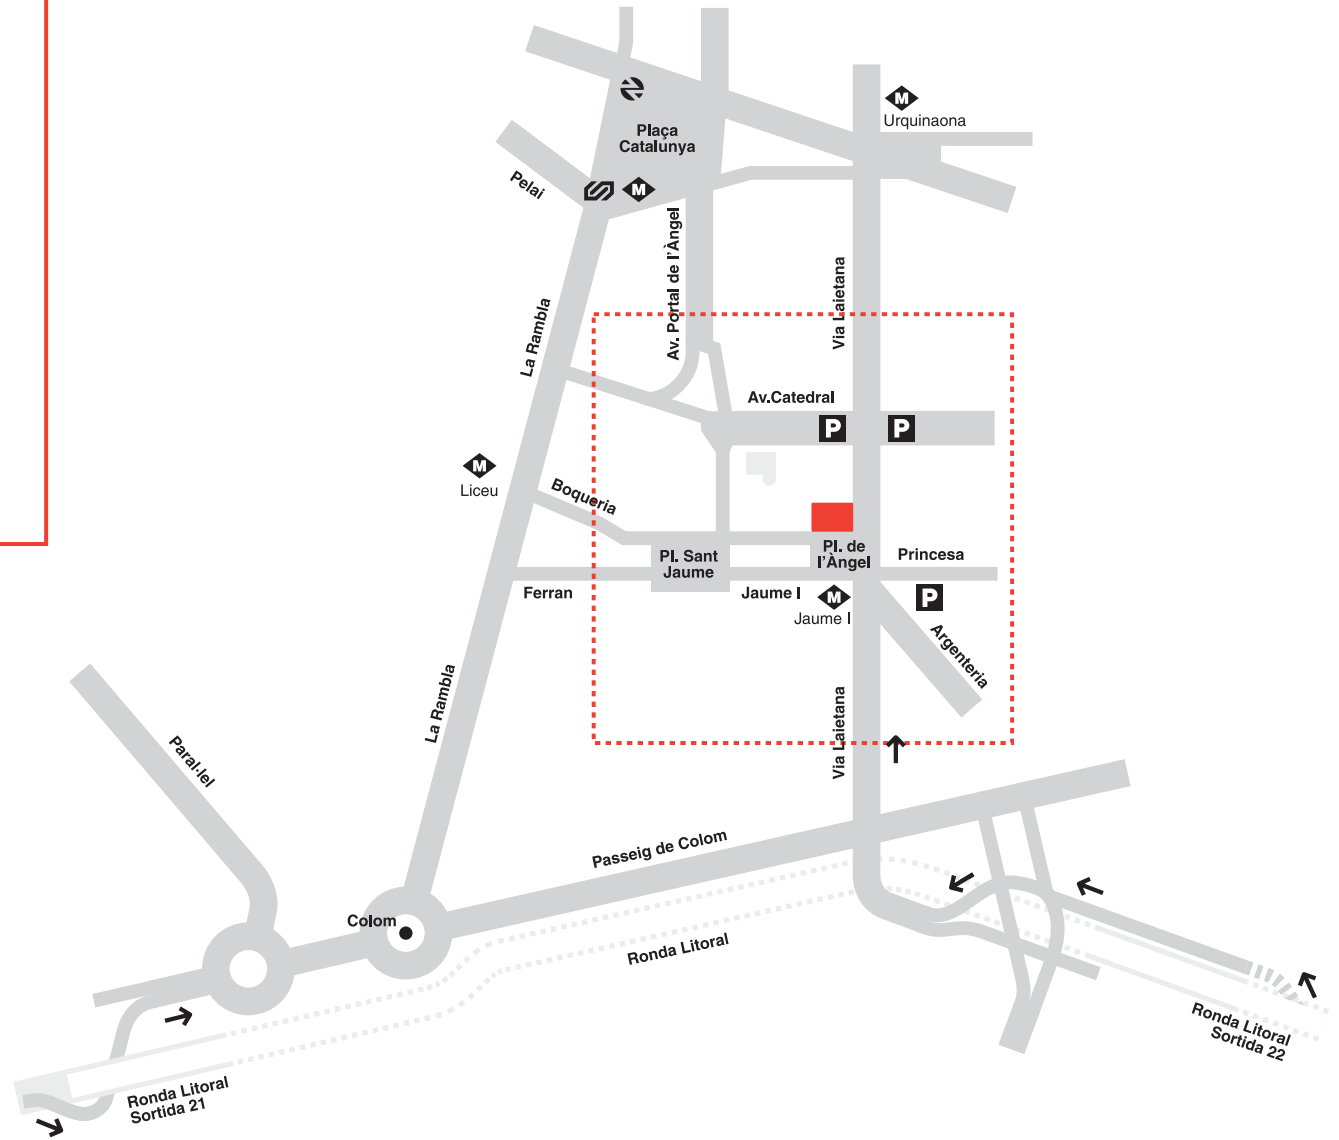 M
Urquinaona
Plaça
Catalunya
Pelai
M
Av. Portal de l'Àngel
Via Laietana
La Rambla
Av.Catedral
P
P
M
Liceu
Boqueria
Pl. Sant
Jaume
Pl. de
l'Àngel
Princesa
Ferran
Jaume I
M
Jaume I
P
Argenteria
La Rambla
Via Laietana
Paral·lel
Passeig de Colom
Colom
Ronda Litoral
Ronda Litoral
Sortida 22
Ronda Litoral
Sortida 21